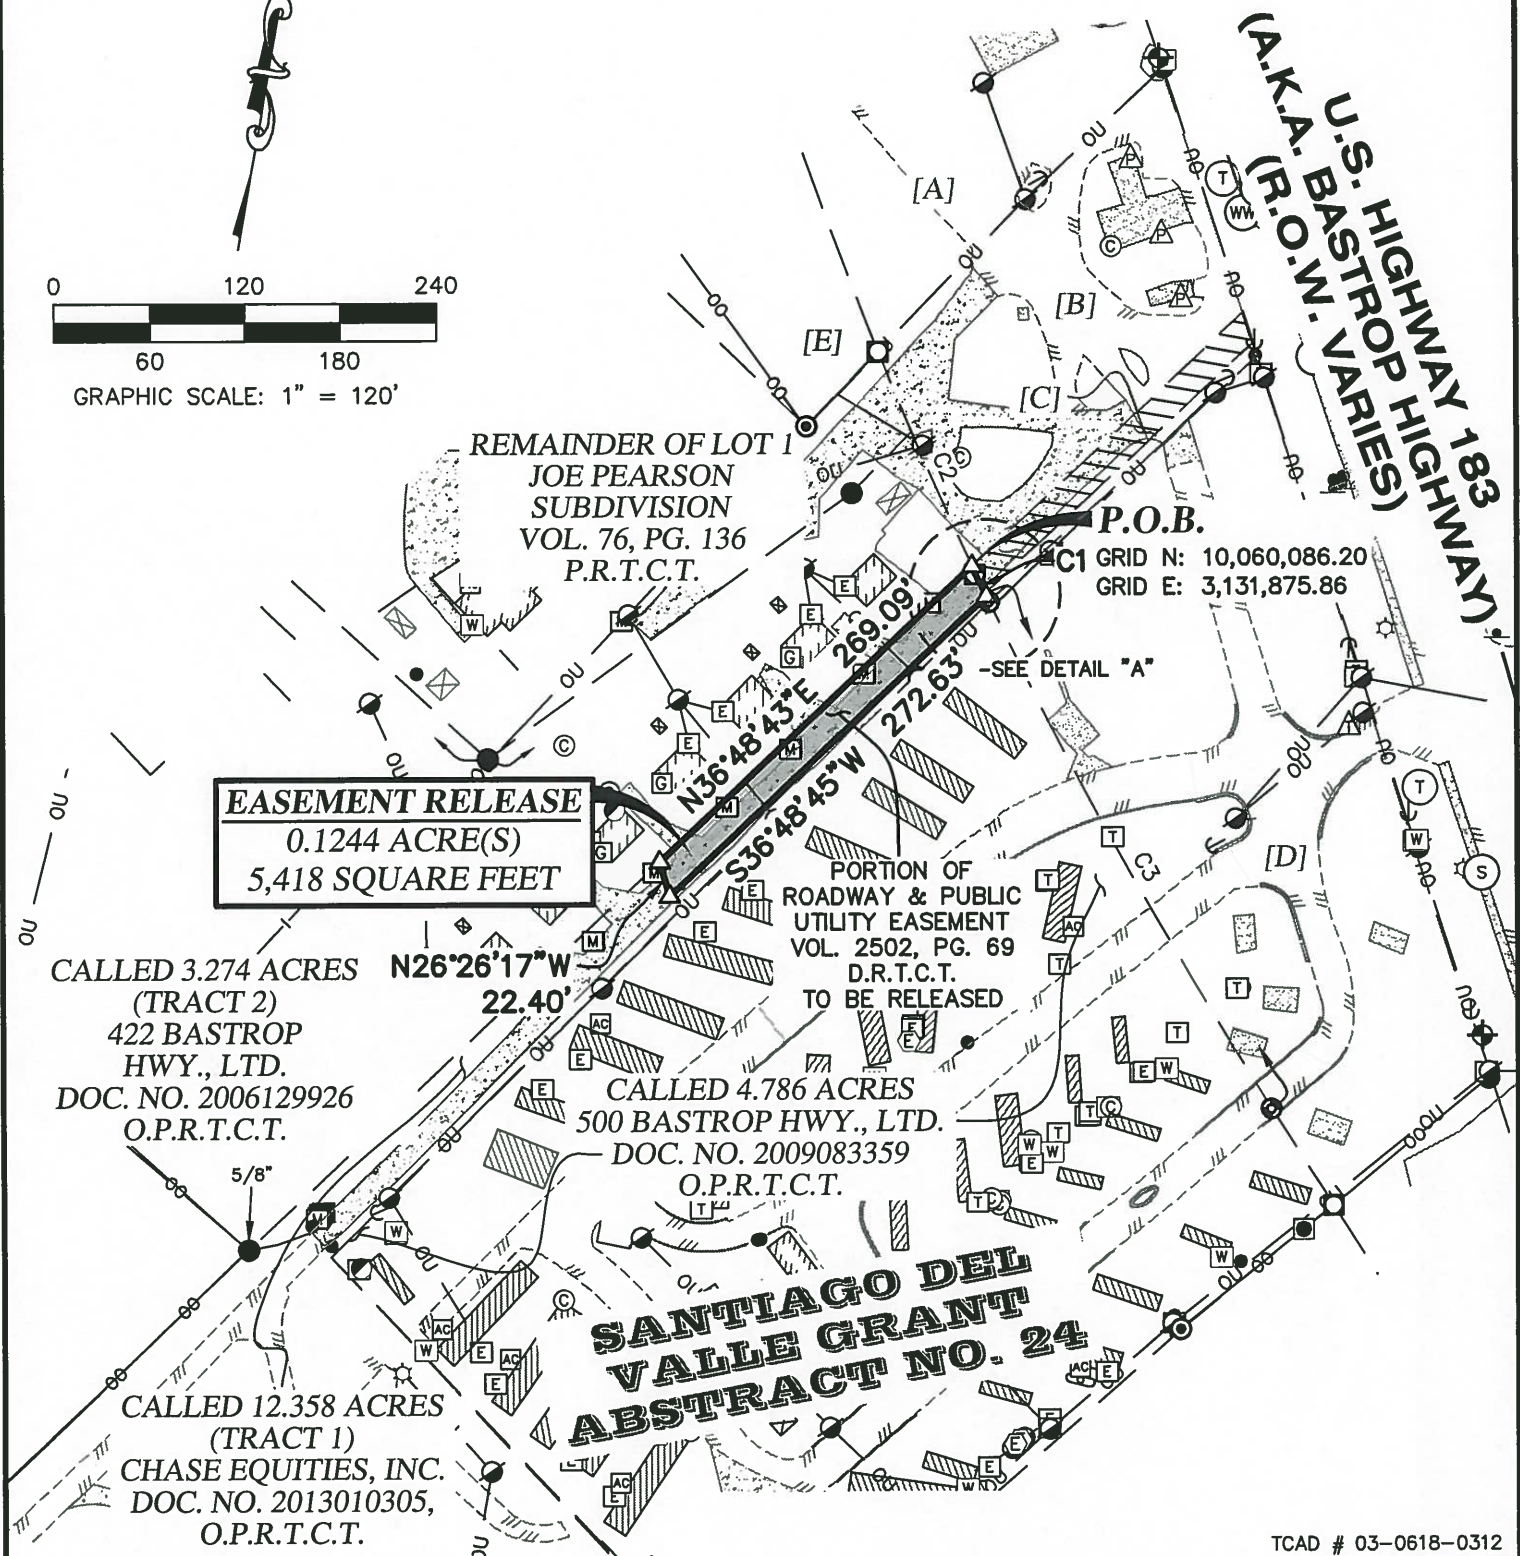 U.S. HIGHWAY 183
(A.K.A. BASTROP HIGHWAY)
(R.O.W. VARIES)
0 120 240
60 180
GRAPHIC SCALE: 1" = 120'
[A]
[B]
[E]
[C]
C2
REMAINDER OF LOT 1
JOE PEARSON
SUBDIVISION
VOL. 76, PG. 136
P.R.T.C.T.
P.O.B.
C1
GRID N: 10,060,086.20
GRID E: 3,131,875.86
-SEE DETAIL "A"
269.09'
N36°48'43"E
272.63'
S36°48'45"W
EASEMENT RELEASE
0.1244 ACRE(S)
5,418 SQUARE FEET
PORTION OF
ROADWAY & PUBLIC
UTILITY EASEMENT
VOL. 2502, PG. 69
D.R.T.C.T.
TO BE RELEASED
C3
[D]
N26°26'17"W
22.40'
CALLED 3.274 ACRES
(TRACT 2)
422 BASTROP
HWY., LTD.
DOC. NO. 2006129926
O.P.R.T.C.T.
5/8"
CALLED 4.786 ACRES
500 BASTROP HWY., LTD.
DOC. NO. 2009083359
O.P.R.T.C.T.
SANTIAGO DEL
VALLE GRANT
ABSTRACT NO. 24
CALLED 12.358 ACRES
(TRACT 1)
CHASE EQUITIES, INC.
DOC. NO. 2013010305,
O.P.R.T.C.T.
TCAD # 03-0618-0312